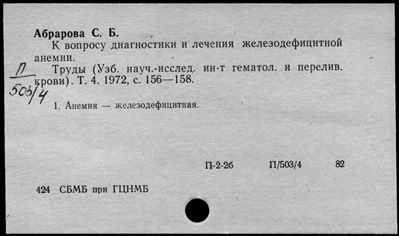 Абрарова С. Б.
К вопросу диагностики и лечения железодефицитной
анемии.
Труды (Узб. науч.-исслед. ин-т гематол. и перелив.
крови). Т. 4. 1972, с. 156—158.
П
503/4
1. Анемия — железодефицитная.
П-2-2б П/503/4 82
424 СБМБ при ГЦНМБ